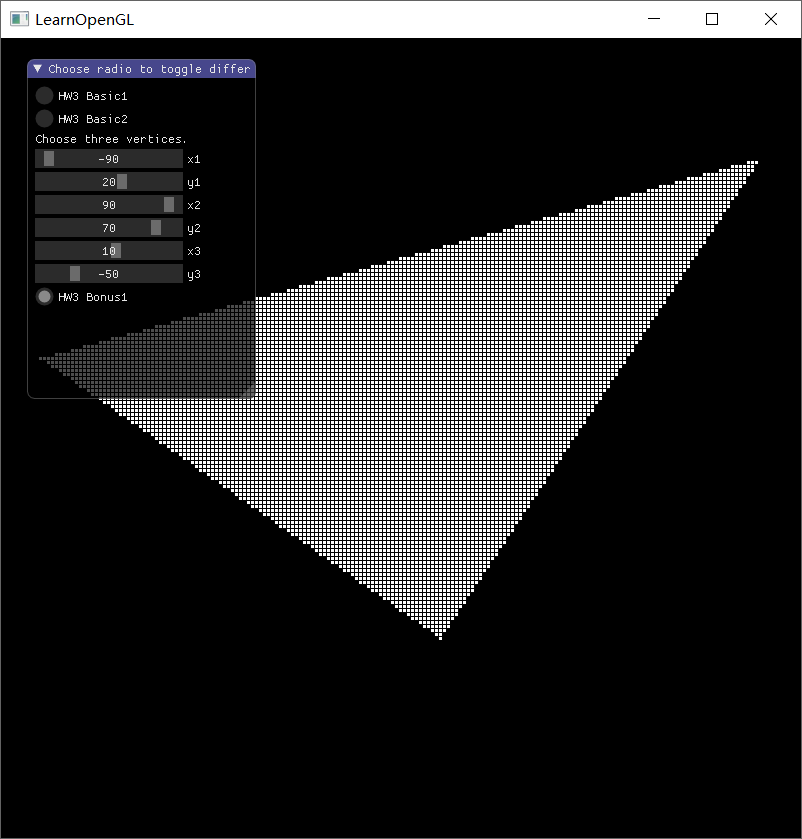 LearnOpenGL
Choose radio to toggle differ
HW3 Basic1
HW3 Basic2
Choose three vertices.
-90 x1
20 y1
90 x2
70 y2
10 x3
-50 y3
HW3 Bonus1